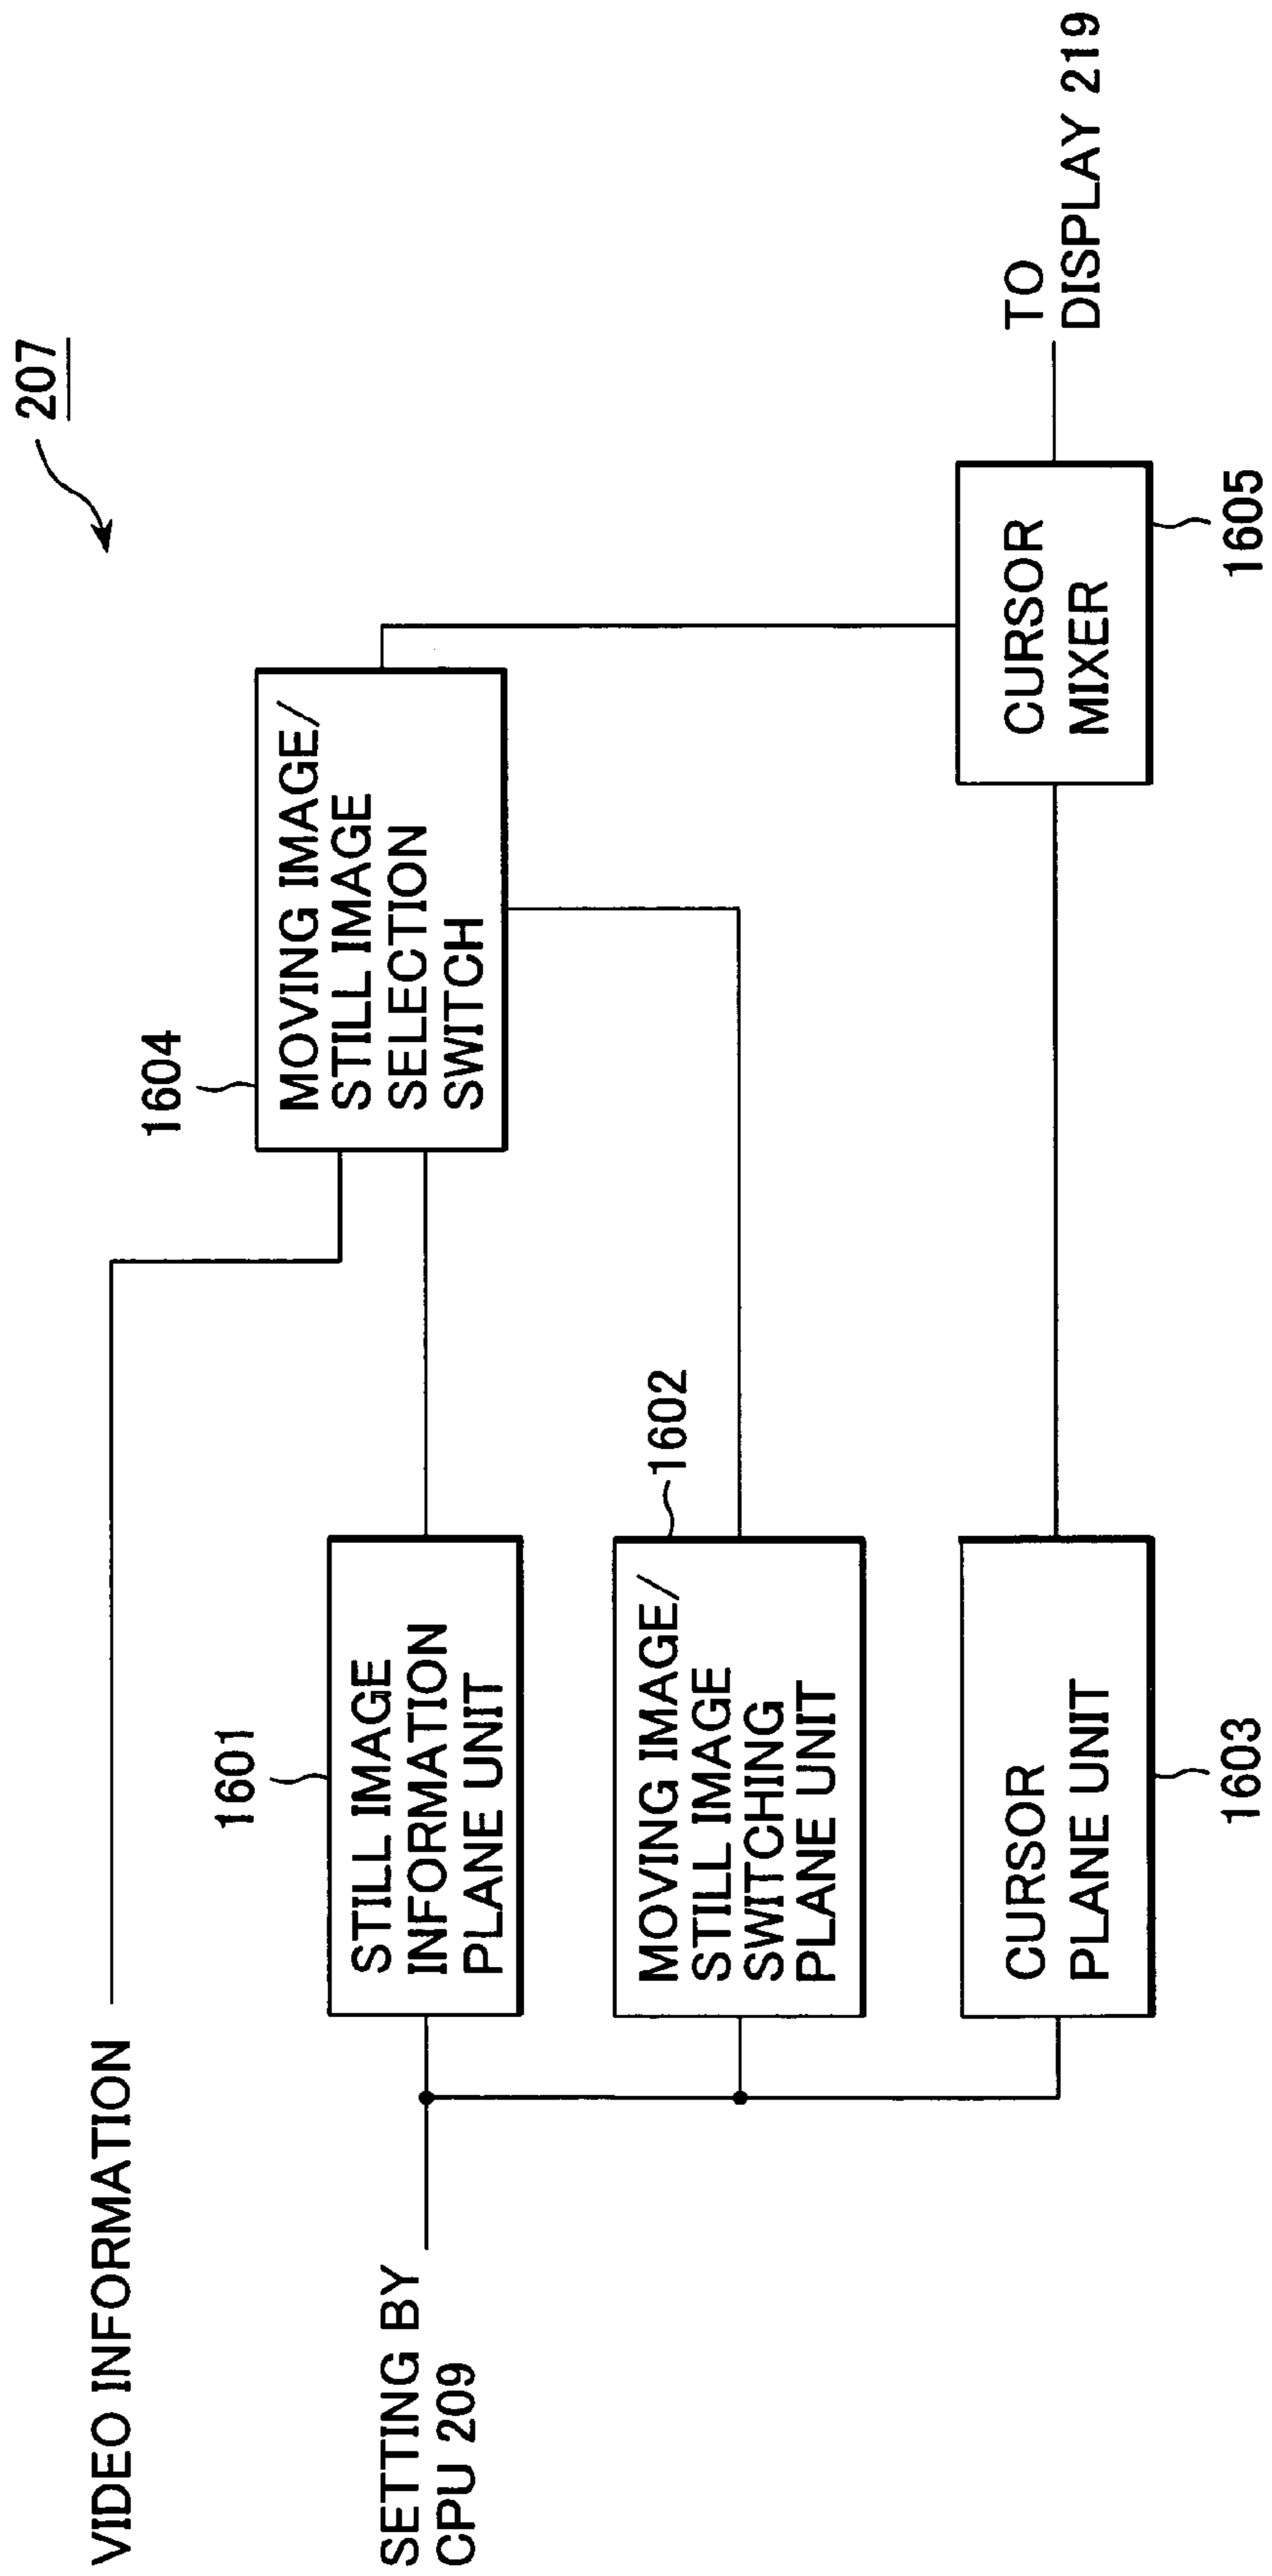 207
VIDEO INFORMATION
1604
MOVING IMAGE/
STILL IMAGE
SELECTION
SWITCH
SETTING BY
CPU 209
1601
STILL IMAGE
INFORMATION
PLANE UNIT
1602
MOVING IMAGE/
STILL IMAGE
SWITCHING
PLANE UNIT
CURSOR
PLANE UNIT
1603
CURSOR
MIXER
1605
TO
DISPLAY 219